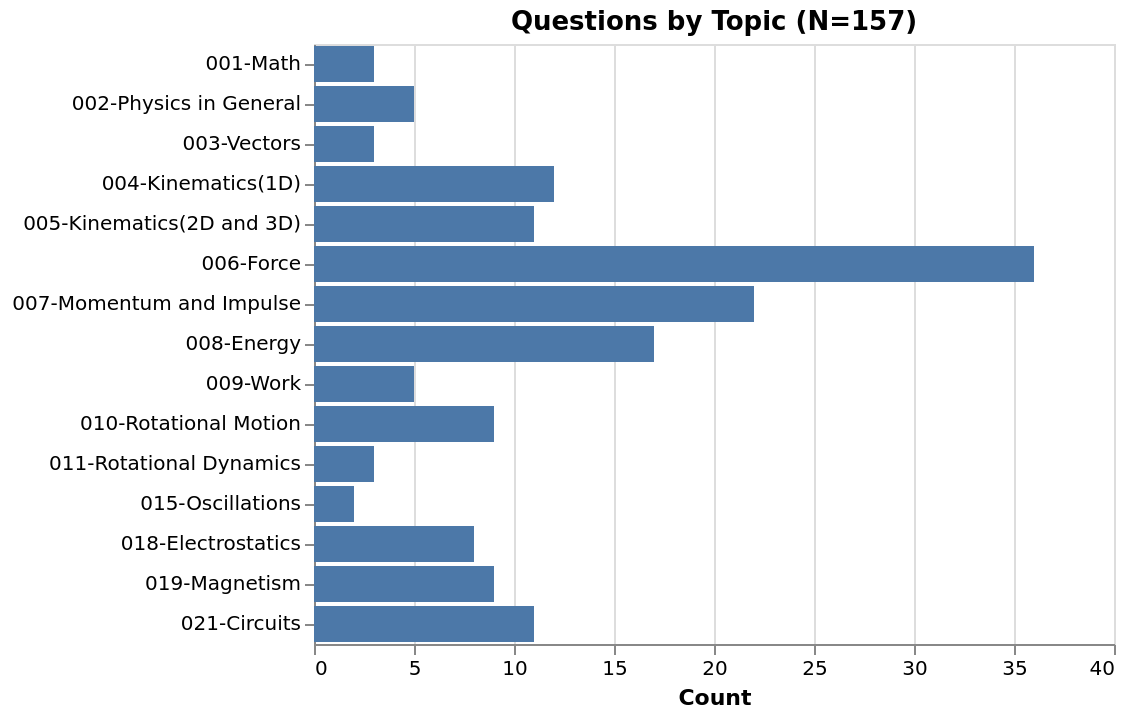 Questions by Topic (N=157)
001-Math
002-Physics in General
003-Vectors
004-Kinematics(1D)
005-Kinematics(2D and 3D)
006-Force
007-Momentum and Impulse
008-Energy
009-Work
010-Rotational Motion
011-Rotational Dynamics
015-Oscillations
018-Electrostatics
019-Magnetism
021-Circuits
0 5 10 15 20 25 30 35 40
Count